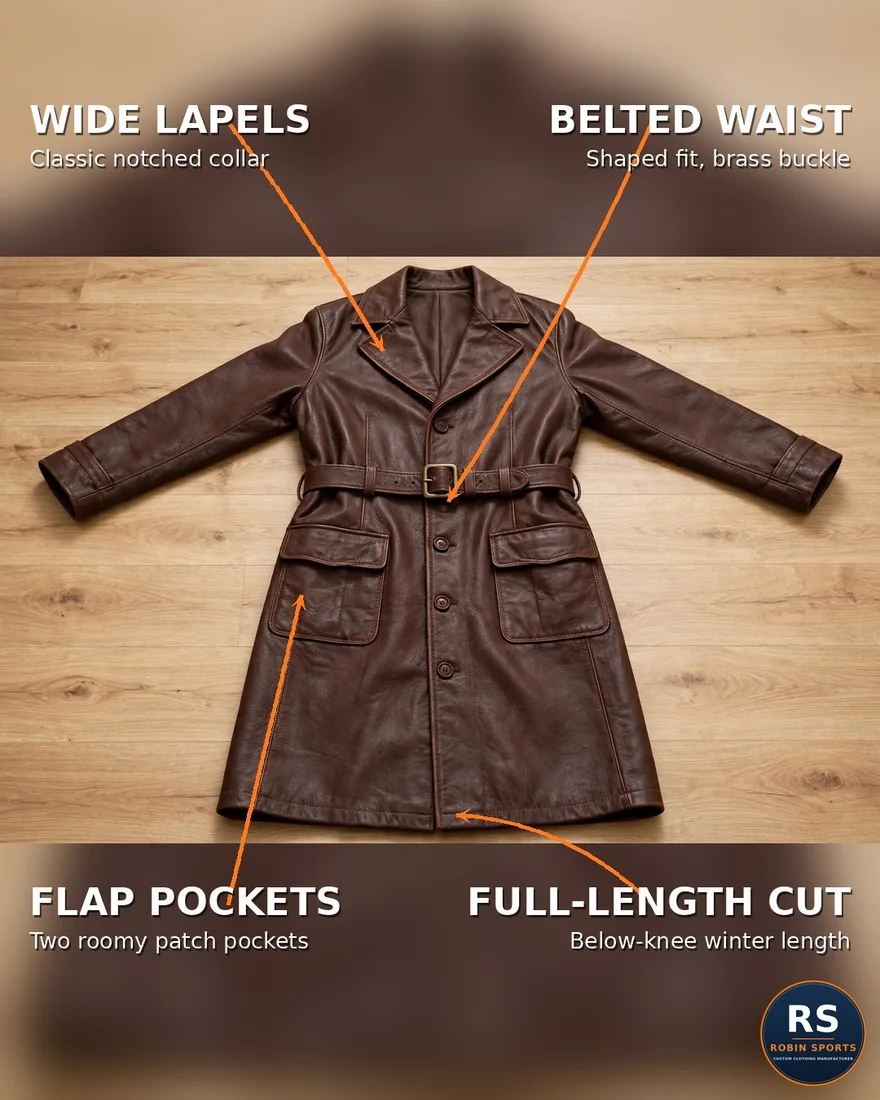 WIDE LAPELS
Classic notched collar
BELTED WAIST
Shaped fit, brass buckle
FLAP POCKETS
Two roomy patch pockets
FULL-LENGTH CUT
Below-knee winter length
RS
ROBIN SPORTS
CUSTOM CLOTHING MANUFACTURER